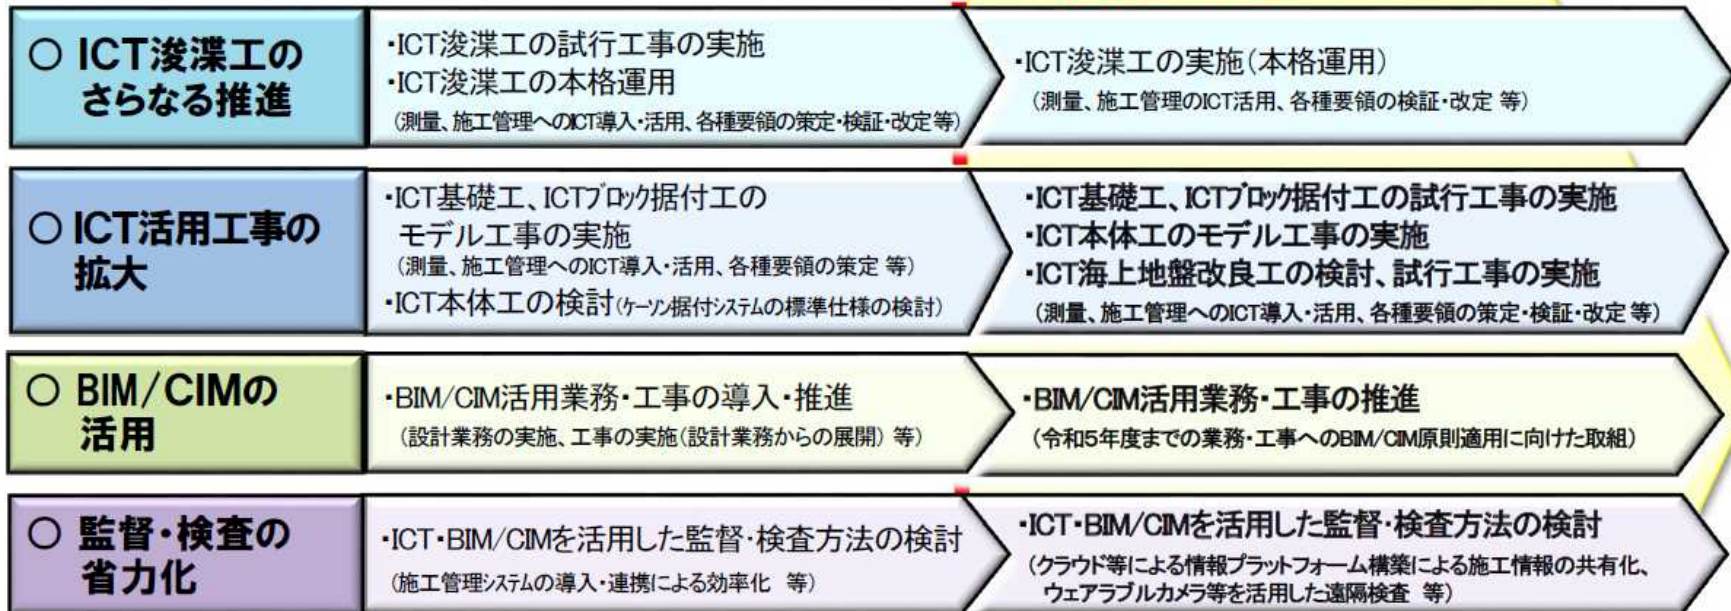 ○ ICT浚渫工の
さらなる推進
・ICT浚渫工の試行工事の実施
・ICT浚渫工の本格運用
(測量、施工管理へのICT導入・活用、各種要領の策定・検証・改定等)
・ICT浚渫工の実施(本格運用)
(測量、施工管理のICT活用、各種要領の検証・改定 等)
○ ICT活用工事の
拡大
・ICT基礎工、ICTブロック据付工の
モデル工事の実施
(測量、施工管理へのICT導入・活用、各種要領の策定 等)
・ICT本体工の検討(ケーソン据付システムの標準仕様の検討)
・ICT基礎工、ICTブロック据付工の試行工事の実施
・ICT本体工のモデル工事の実施
・ICT海上地盤改良工の検討、試行工事の実施
(測量、施工管理へのICT導入・活用、各種要領の策定・検証・改定 等)
○ BIM/CIMの
活用
・BIM/CIM活用業務・工事の導入・推進
(設計業務の実施、工事の実施(設計業務からの展開) 等)
・BIM/CIM活用業務・工事の推進
(令和5年度までの業務・工事へのBIM/CIM原則適用に向けた取組)
○ 監督・検査の
省力化
・ICT・BIM/CIMを活用した監督・検査方法の検討
(施工管理システムの導入・連携による効率化 等)
・ICT・BIM/CIMを活用した監督・検査方法の検討
(クラウド等による情報プラットフォーム構築による施工情報の共有化、
ウェアラブルカメラ等を活用した遠隔検査 等)